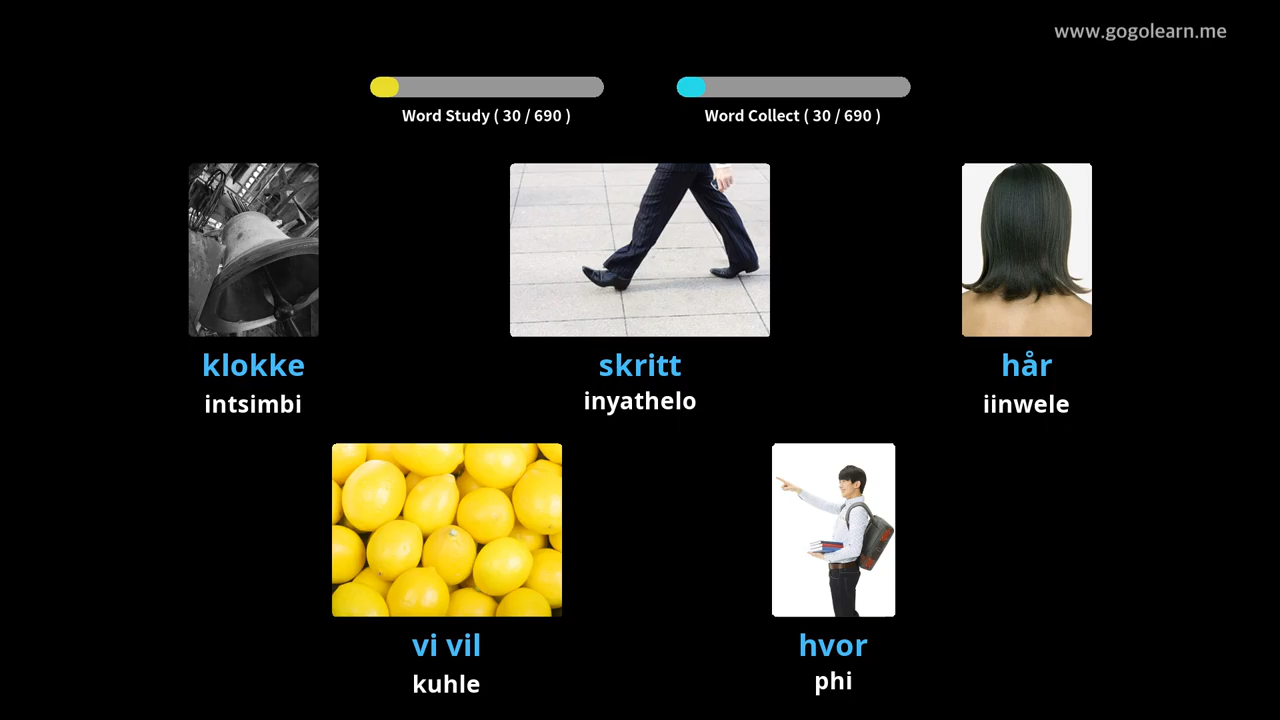 www.gogolearn.me
Word Study ( 30 / 690 )
Word Collect ( 30 / 690 )
klokke
intsimbi
skritt
inyathelo
hår
iinwele
vi vil
kuhle
hvor
phi